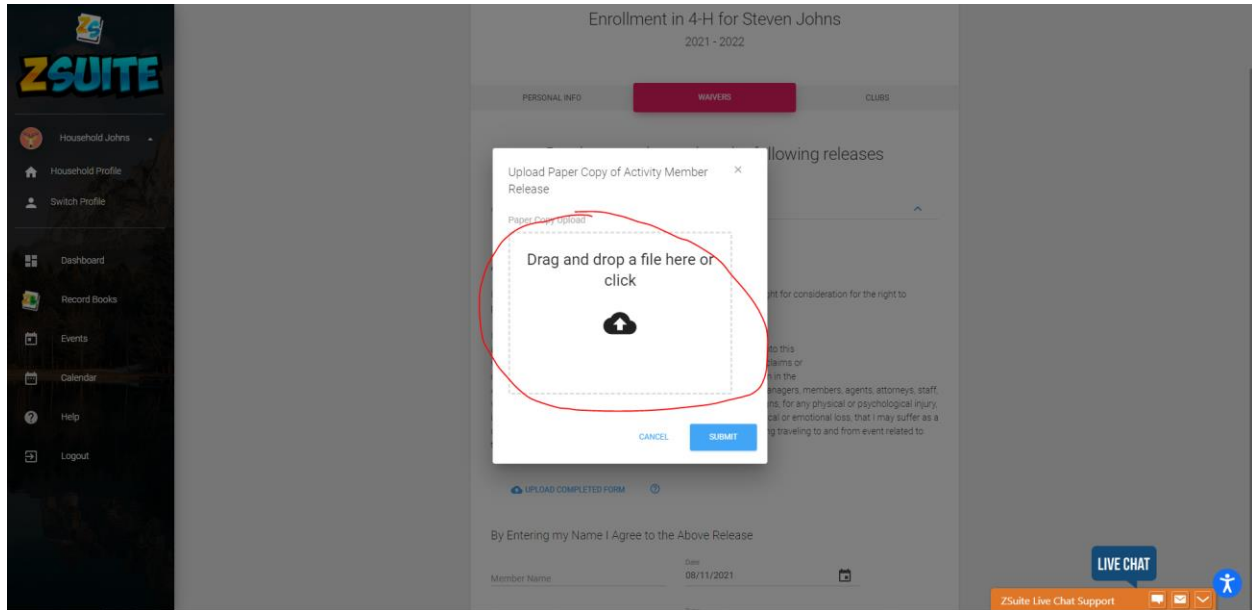 ZSUITE
Household Johns
Household Profile
Switch Profile
Dashboard
Record Books
Events
Calendar
Help
Logout
Enrollment in 4-H for Steven Johns
2021 - 2022
PERSONAL INFO
WAIVERS
CLUBS
following releases
Upload Paper Copy of Activity Member
Release
Paper Copy Upload
Drag and drop a file here or
click
CANCEL
SUBMIT
ht for consideration for the right to
to this
claims or
n in the
anagers, members, agents, attorneys, staff,
ns, for any physical or psychological injury,
cal or emotional loss, that I may suffer as a
ng traveling to and from event related to
UPLOAD COMPLETED FORM
By Entering my Name I Agree to the Above Release
Member Name
Date
08/11/2021
LIVE CHAT
ZSuite Live Chat Support